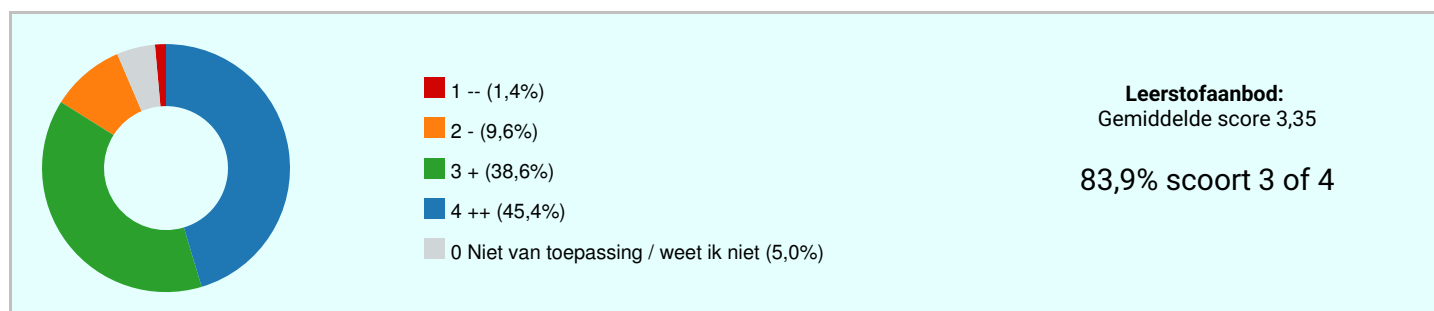 1 -- (1,4%)
2 - (9,6%)
3 + (38,6%)
4 ++ (45,4%)
0 Niet van toepassing / weet ik niet (5,0%)
Leerstofaanbod:
Gemiddelde score 3,35
83,9% scoort 3 of 4